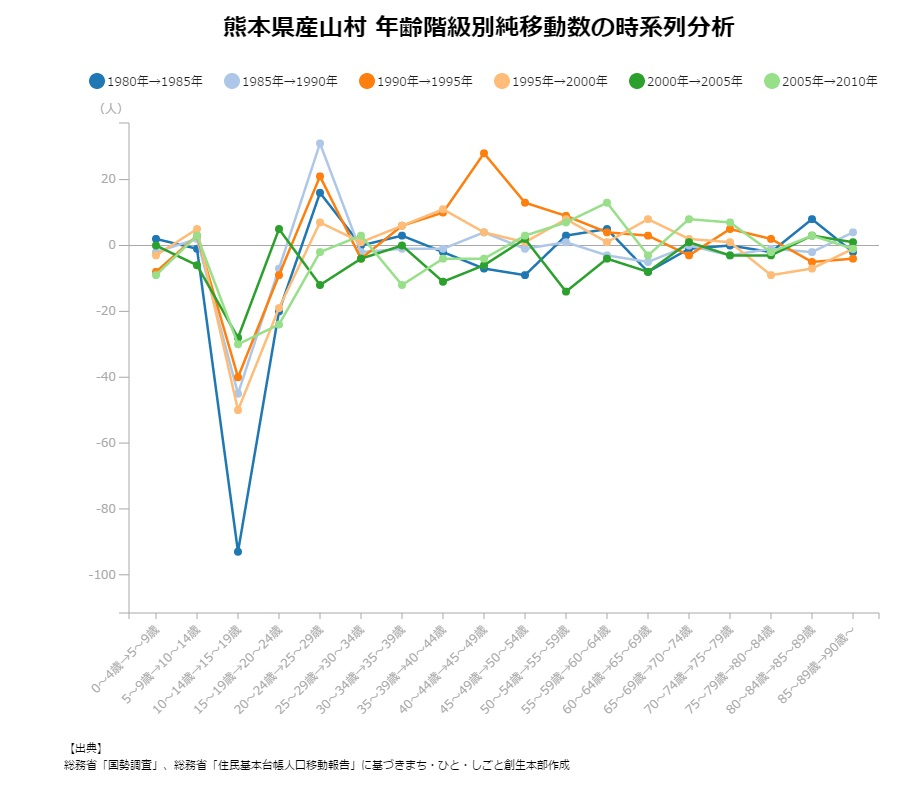 熊本県産山村 年齢階級別純移動数の時系列分析
1980年→1985年 1985年→1990年 1990年→1995年 1995年→2000年 2000年→2005年 2005年→2010年
（人）
20
0
-20
-40
-60
-80
-100
0～4歳→5～9歳
5～9歳→10～14歳
10～14歳→15～19歳
15～19歳→20～24歳
20～24歳→25～29歳
25～29歳→30～34歳
30～34歳→35～39歳
35～39歳→40～44歳
40～44歳→45～49歳
45～49歳→50～54歳
50～54歳→55～59歳
55～59歳→60～64歳
60～64歳→65～69歳
65～69歳→70～74歳
70～74歳→75～79歳
75～79歳→80～84歳
80～84歳→85～89歳
85～89歳→90歳～
【出典】
総務省「国勢調査」、総務省「住民基本台帳人口移動報告」に基づきまち・ひと・しごと創生本部作成